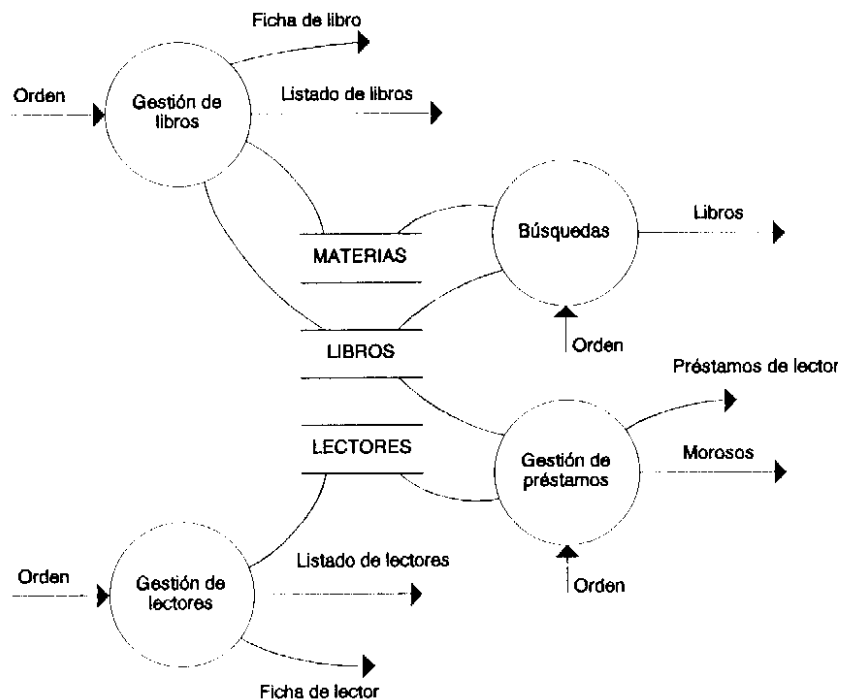 Ficha de libro
Orden
Gestión de
libros
Listado de libros
MATERIAS
Búsquedas
Libros
LIBROS
Orden
Préstamos de lector
LECTORES
Gestión de
préstamos
Morosos
Orden
Gestión de
lectores
Listado de lectores
Orden
Ficha de lector